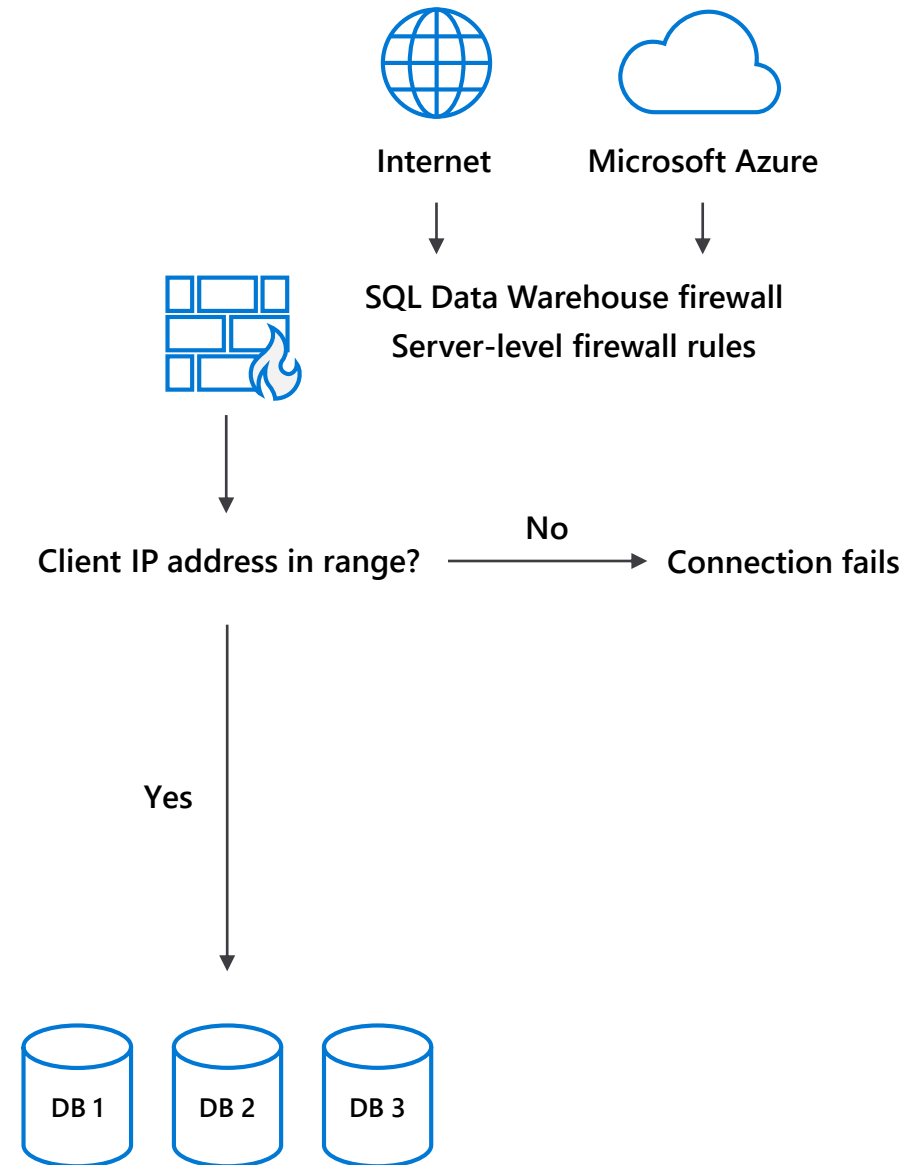 Internet
Microsoft Azure
SQL Data Warehouse firewall
Server-level firewall rules
No
Client IP address in range?
Connection fails
Yes
DB 1
DB 2
DB 3